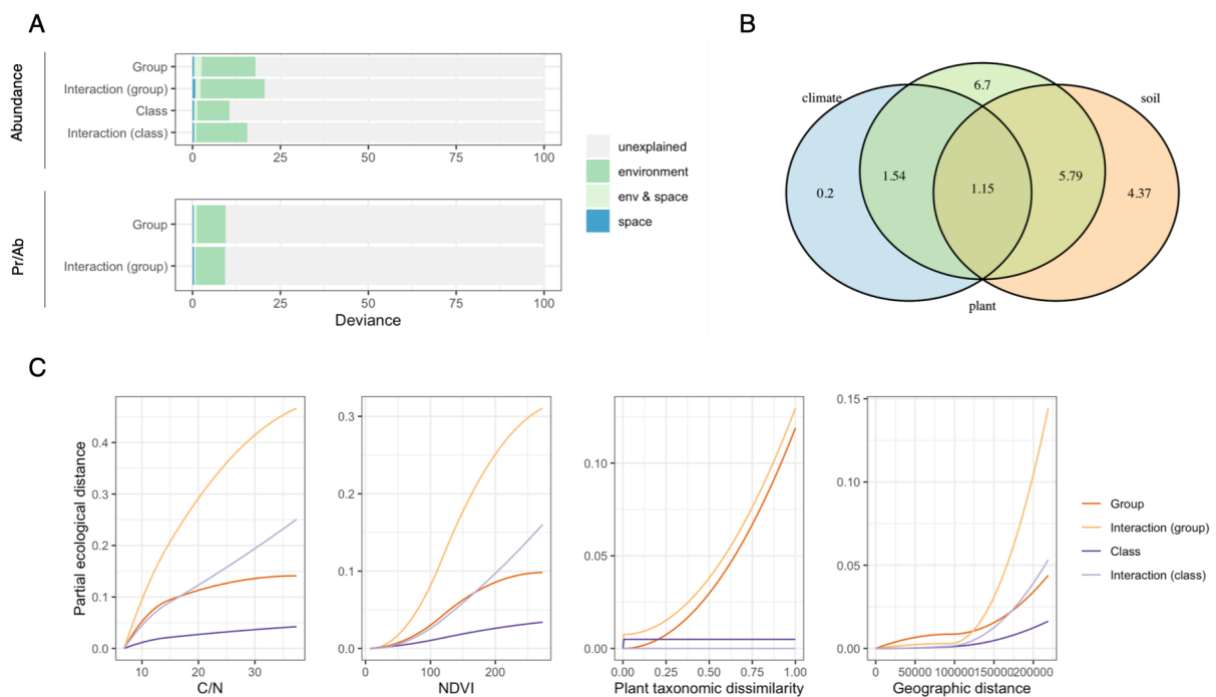 A
Abundance
Group
Interaction (group)
Class
Interaction (class)
0 25 50 75 100
Pr/Ab
Group
Interaction (group)
0 25 50 75 100
Deviance
unexplained
environment
env & space
space
B
climate
6.7
soil
1.54
5.79
0.2
1.15
4.37
plant
C
Partial ecological distance
0.4
0.3
0.2
0.1
0.0
10 20 30
C/N
0.3
0.2
0.1
0.0
0 100 200
NDVI
0.10
0.05
0.00
0.00 0.25 0.50 0.75 1.00
Plant taxonomic dissimilarity
0.15
0.10
0.05
0.00
0 500000 1000000 1500000 2000000
Geographic distance
Group
Interaction (group)
Class
Interaction (class)